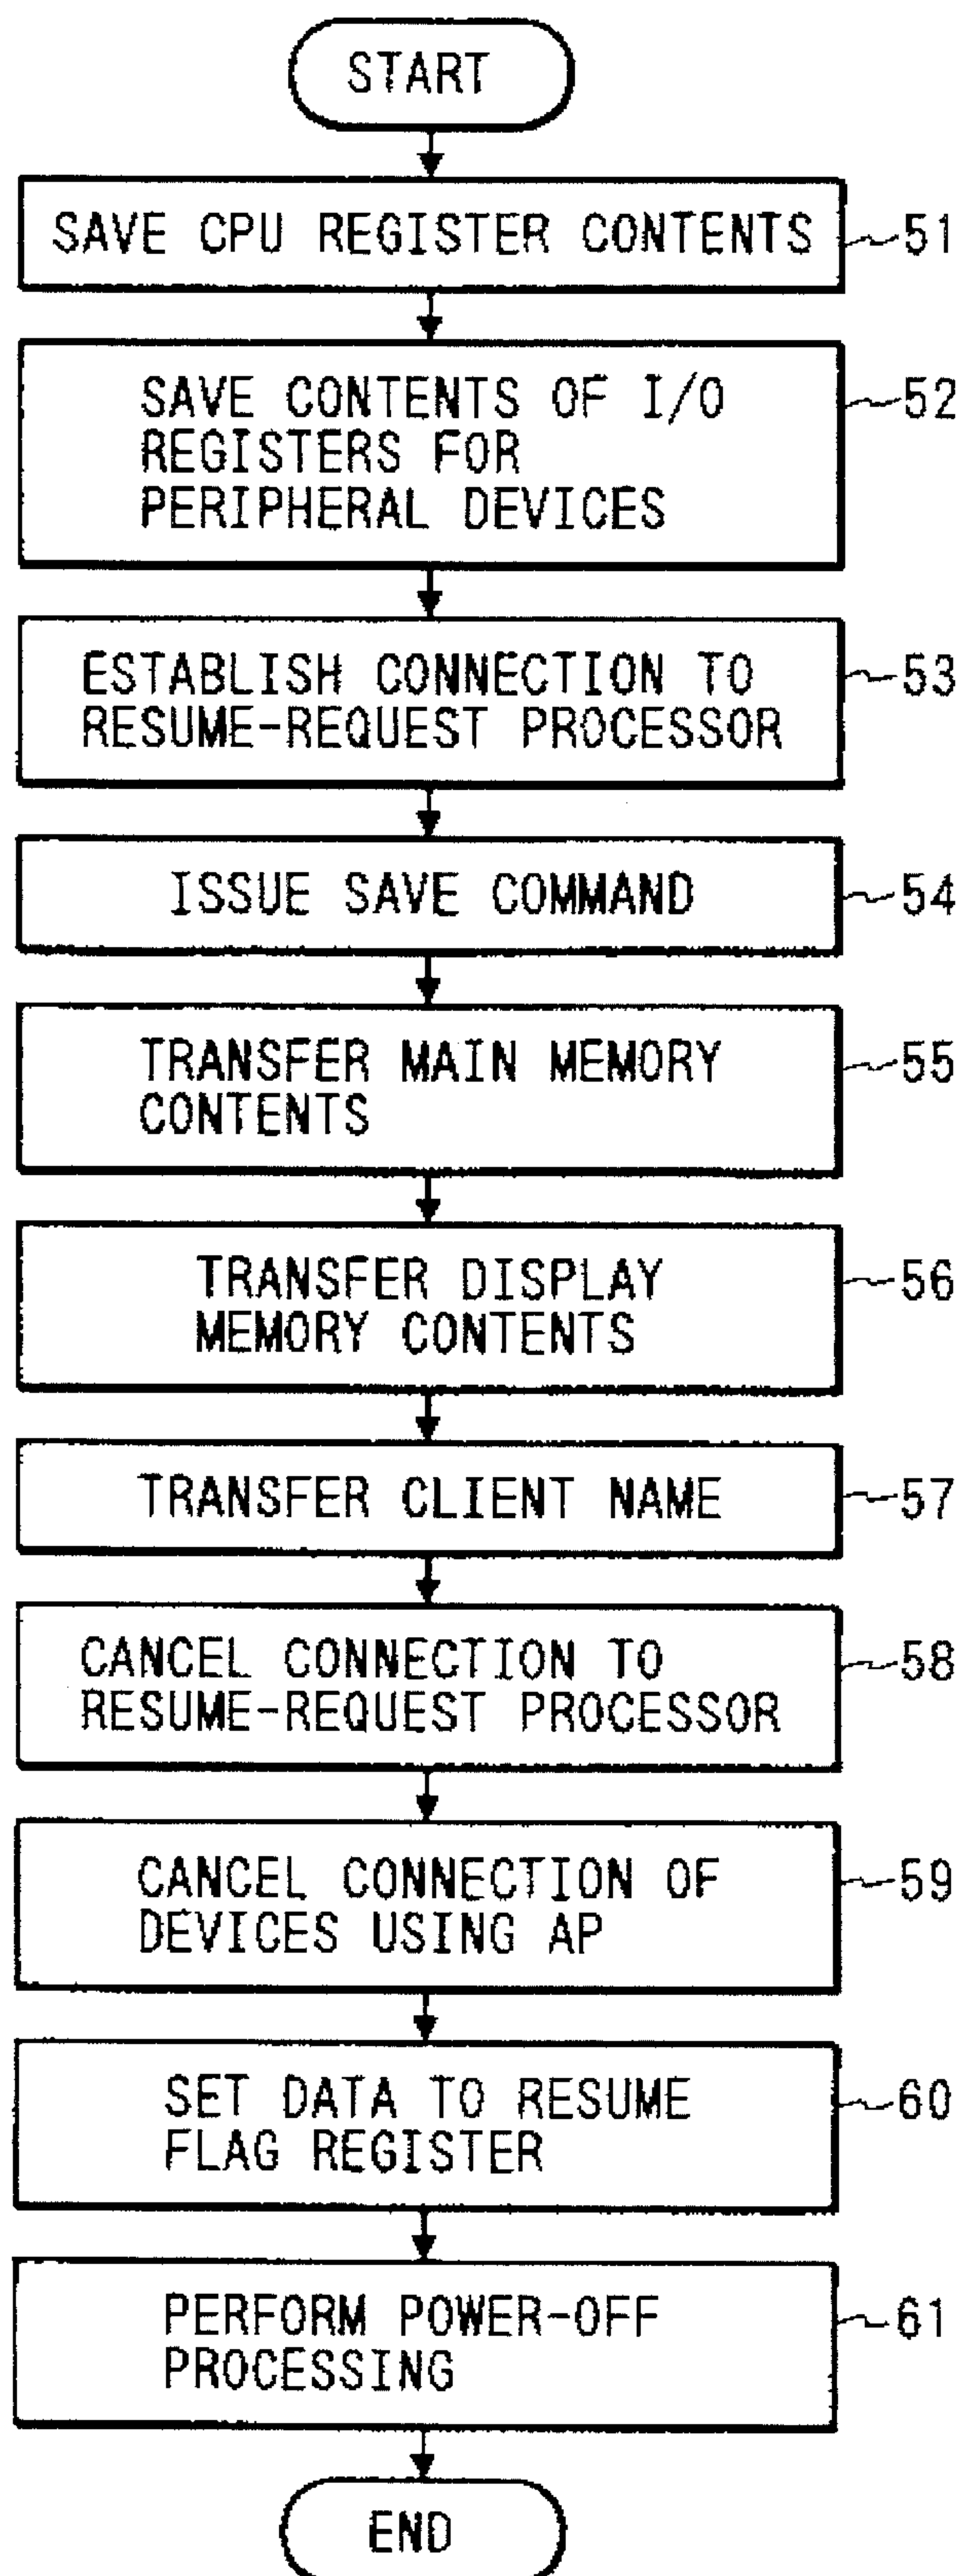 START
SAVE CPU REGISTER CONTENTS 51
SAVE CONTENTS OF I/O 52
REGISTERS FOR
PERIPHERAL DEVICES
ESTABLISH CONNECTION TO 53
RESUME-REQUEST PROCESSOR
ISSUE SAVE COMMAND 54
TRANSFER MAIN MEMORY 55
CONTENTS
TRANSFER DISPLAY 56
MEMORY CONTENTS
TRANSFER CLIENT NAME 57
CANCEL CONNECTION TO 58
RESUME-REQUEST PROCESSOR
CANCEL CONNECTION OF 59
DEVICES USING AP
SET DATA TO RESUME 60
FLAG REGISTER
PERFORM POWER-OFF 61
PROCESSING
END